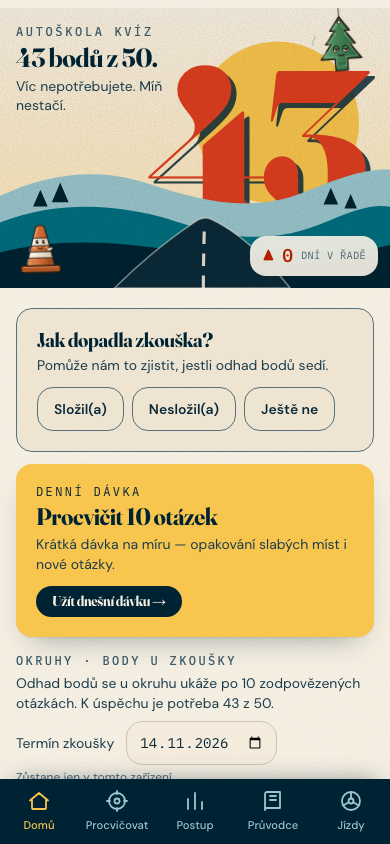 AUTOŠKOLA KVÍZ
43 bodů z 50.
Víc nepotřebujete. Míň
nestačí.
43
0 DNÍ V ŘADĚ
Jak dopadla zkouška?
Pomůže nám to zjistit, jestli odhad bodů sedí.
Složil(a) Nesložil(a) Ještě ne
DENNÍ DÁVKA
Procvičit 10 otázek
Krátká dávka na míru — opakování slabých míst i
nové otázky.
Užít dnešní dávku →
OKRUHY · BODY U ZKOUŠKY
Odhad bodů se u okruhu ukáže po 10 zodpovězených
otázkách. K úspěchu je potřeba 43 z 50.
Termín zkoušky 14.11.2026
Zůstane jen v tomto zařízení
Domů Procvičovat Postup Průvodce Jízdy